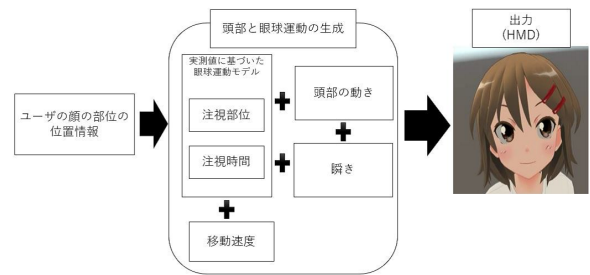 ユーザの顔の部位の
位置情報
頭部と眼球運動の生成
実測値に基づいた
眼球運動モデル
注視部位
注視時間
移動速度
頭部の動き
瞬き
出力
(HMD)